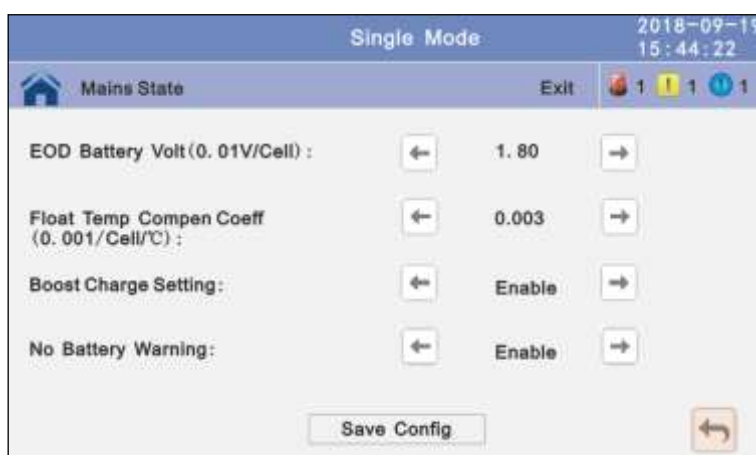 Single Mode
2018-09-19
15:44:22
Mains State
Exit
1
1
1
EOD Battery Volt(0. 01V/Cell) :
1. 80
Float Temp Compen Coeff
(0. 001/Cell/℃) :
0.003
Boost Charge Setting:
Enable
No Battery Warning:
Enable
Save Config